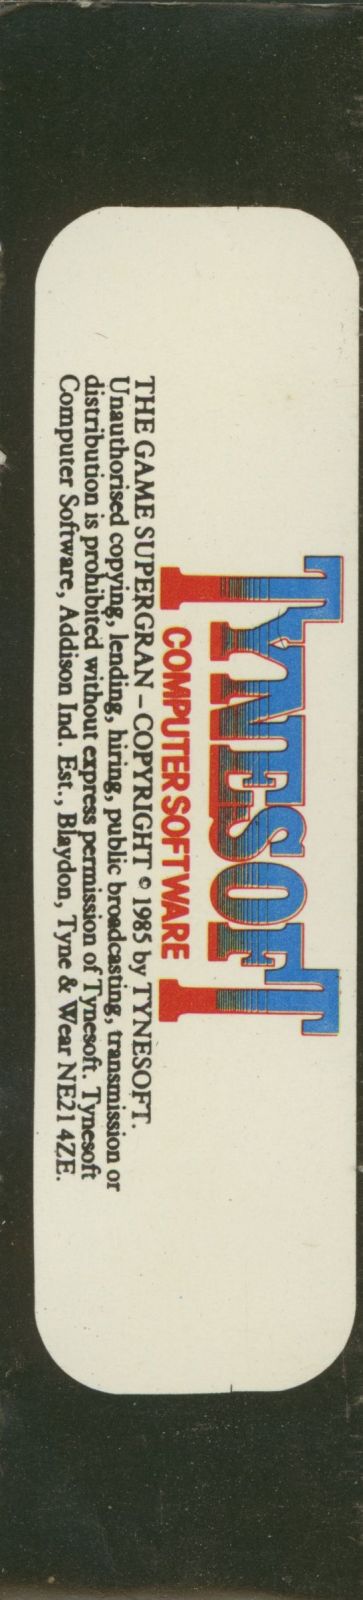 TYNESOFT
COMPUTER SOFTWARE
THE GAME SUPERGRAN – COPYRIGHT © 1985 by TYNESOFT.
Unauthorised copying, lending, hiring, public broadcasting, transmission or
distribution is prohibited without express permission of Tynesoft. Tynesoft
Computer Software, Addison Ind. Est., Blaydon, Tyne & Wear NE21 4ZE.